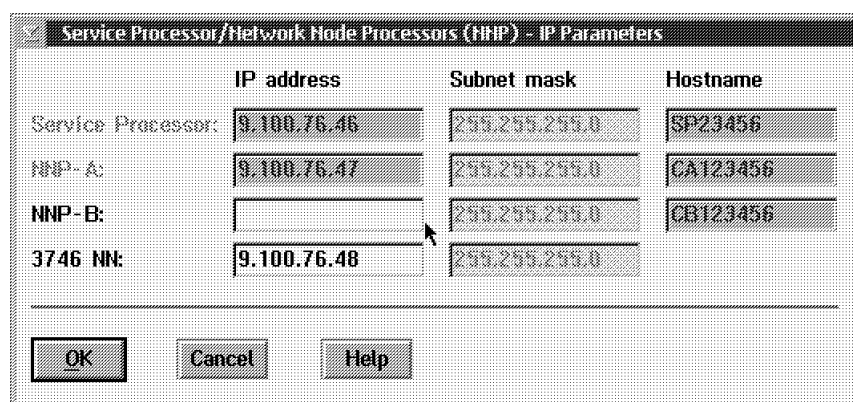 Service Processor/Network Node Processors (NNP) - IP Parameters
IP address Subnet mask Hostname
Service Processor: 9.100.76.46 255.255.255.0 SP23456
NNP-A: 9.100.76.47 255.255.255.0 CA123456
NNP-B: 255.255.255.0 CB123456
3746 NN: 9.100.76.48 255.255.255.0
OK Cancel Help